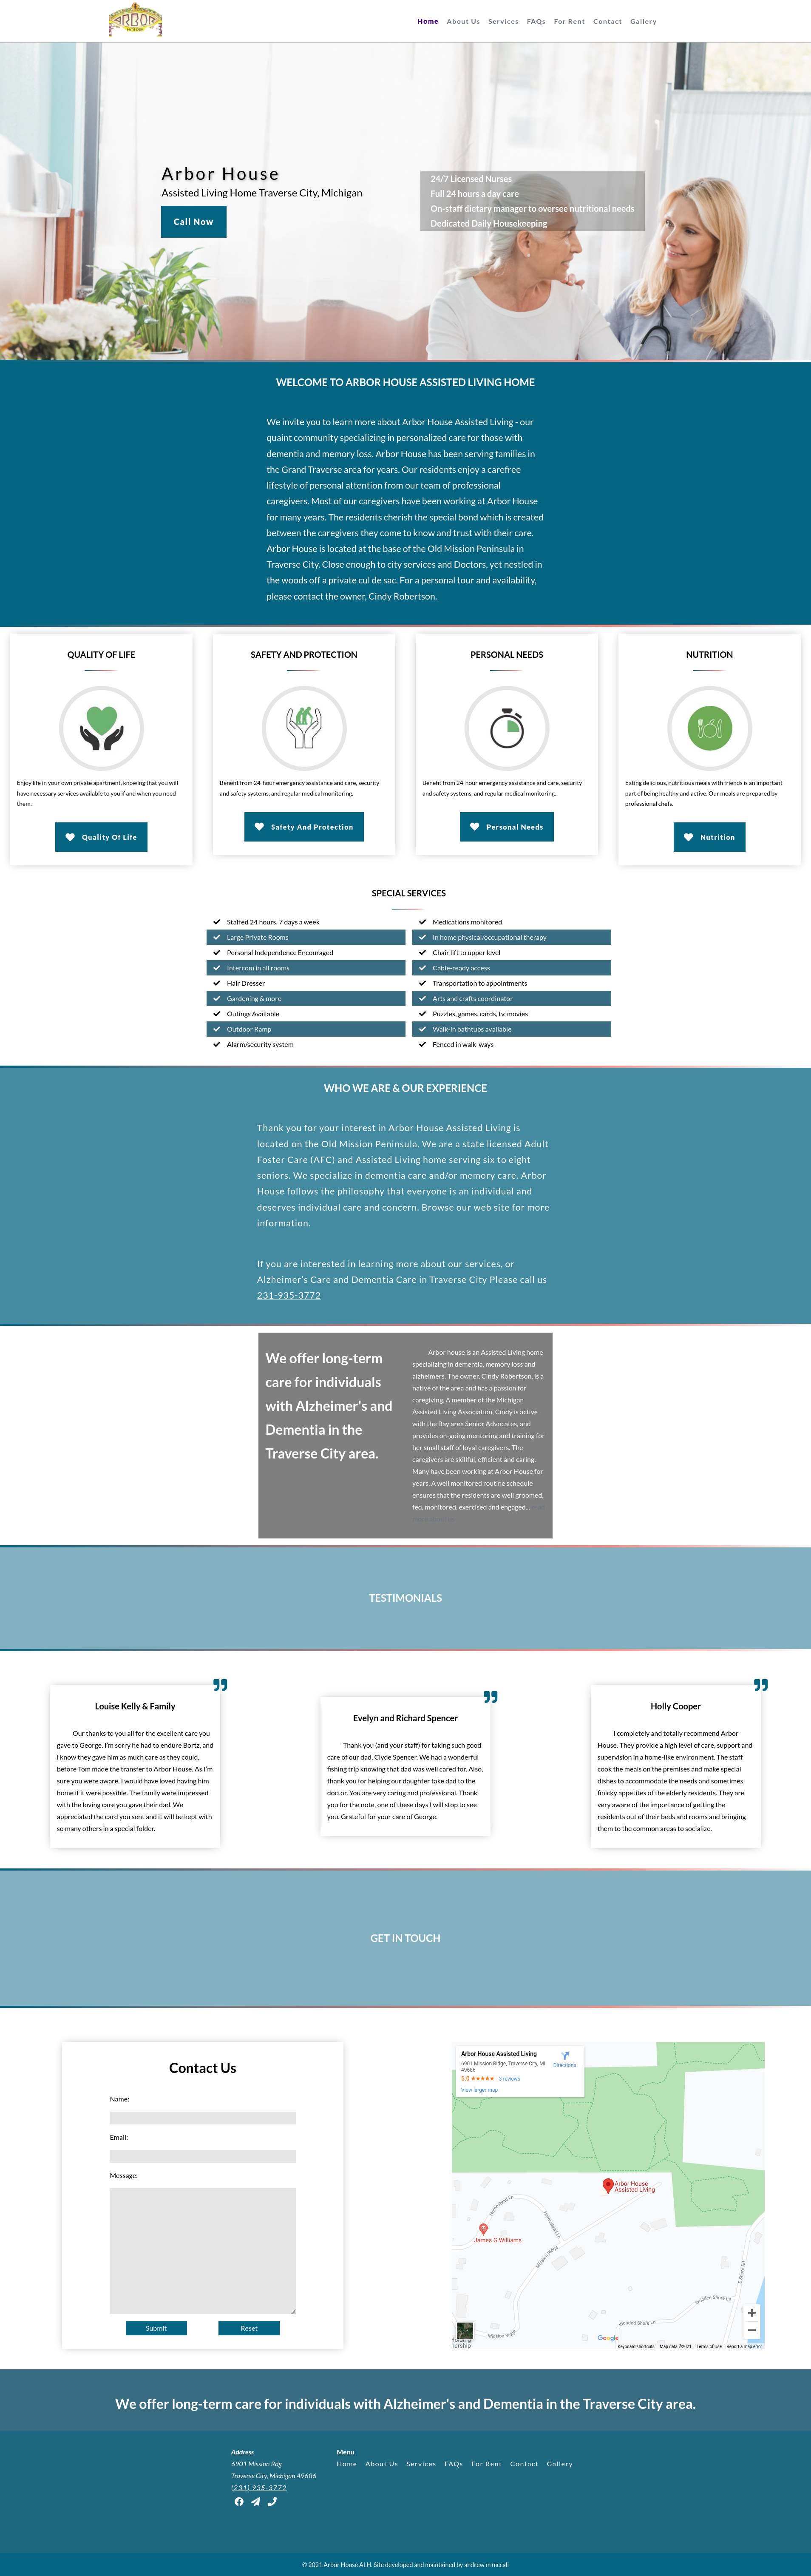 ARBOR
HOUSE
Home About Us Services FAQs For Rent Contact Gallery
Arbor House
Assisted Living Home Traverse City, Michigan
Call Now
24/7 Licensed Nurses
Full 24 hours a day care
On-staff dietary manager to oversee nutritional needs
Dedicated Daily Housekeeping
WELCOME TO ARBOR HOUSE ASSISTED LIVING HOME
We invite you to learn more about Arbor House Assisted Living - our
quaint community specializing in personalized care for those with
dementia and memory loss. Arbor House has been serving families in
the Grand Traverse area for years. Our residents enjoy a carefree
lifestyle of personal attention from our team of professional
caregivers. Most of our caregivers have been working at Arbor House
for many years. The residents cherish the special bond which is created
between the caregivers they come to know and trust with their care.
Arbor House is located at the base of the Old Mission Peninsula in
Traverse City. Close enough to city services and Doctors, yet nestled in
the woods off a private cul de sac. For a personal tour and availability,
please contact the owner, Cindy Robertson.
QUALITY OF LIFE
Enjoy life in your own private apartment, knowing that you will
have necessary services available to you if and when you need
them.
Quality Of Life
SAFETY AND PROTECTION
Benefit from 24-hour emergency assistance and care, security
and safety systems, and regular medical monitoring.
Safety And Protection
PERSONAL NEEDS
Benefit from 24-hour emergency assistance and care, security
and safety systems, and regular medical monitoring.
Personal Needs
NUTRITION
Eating delicious, nutritious meals with friends is an important
part of being healthy and active. Our meals are prepared by
professional chefs.
Nutrition
SPECIAL SERVICES
Staffed 24 hours, 7 days a week
Large Private Rooms
Personal Independence Encouraged
Intercom in all rooms
Hair Dresser
Gardening & more
Outings Available
Outdoor Ramp
Alarm/security system
Medications monitored
In home physical/occupational therapy
Chair lift to upper level
Cable-ready access
Transportation to appointments
Arts and crafts coordinator
Puzzles, games, cards, tv, movies
Walk-in bathtubs available
Fenced in walk-ways
WHO WE ARE & OUR EXPERIENCE
Thank you for your interest in Arbor House Assisted Living is
located on the Old Mission Peninsula. We are a state licensed Adult
Foster Care (AFC) and Assisted Living home serving six to eight
seniors. We specialize in dementia care and/or memory care. Arbor
House follows the philosophy that everyone is an individual and
deserves individual care and concern. Browse our web site for more
information.
If you are interested in learning more about our services, or
Alzheimer's Care and Dementia Care in Traverse City Please call us
231-935-3772
We offer long-term
care for individuals
with Alzheimer's and
Dementia in the
Traverse City area.
Arbor house is an Assisted Living home
specializing in dementia, memory loss and
alzheimers. The owner, Cindy Robertson, is a
native of the area and has a passion for
caregiving. A member of the Michigan
Assisted Living Association, Cindy is active
with the Bay area Senior Advocates, and
provides on-going mentoring and training for
her small staff of loyal caregivers. The
caregivers are skillful, efficient and caring.
Many have been working at Arbor House for
years. A well monitored routine schedule
ensures that the residents are well groomed,
fed, monitored, exercised and engaged...
TESTIMONIALS
Louise Kelly & Family
Our thanks to you all for the excellent care you
gave to George. I'm sorry he had to endure Bortz, and
i know they gave him as much care as they could,
before Tom made the transfer to Arbor House. As I'm
sure you were aware, I would have loved having him
home if it were possible. The family were impressed
with the loving care you gave their dad. We
appreciated the card you sent and it will be kept with
so many others in a special folder.
Evelyn and Richard Spencer
Thank you (and your staff) for taking such good
care of our dad, Clyde Spencer. We had a wonderful
fishing trip knowing that dad was well cared for. Also,
thank you for helping our daughter take dad to the
doctor. You are very caring and professional. Thank
you for the note, one of these days I will stop to see
you. Grateful for your care of George.
Holly Cooper
I completely and totally recommend Arbor
House. They provide a high level of care, support and
supervision in a home-like environment. The staff
cook the meals on the premises and make special
dishes to accommodate the needs and sometimes
finicky appetites of the elderly residents. They are
very aware of the importance of getting the
residents out of their beds and rooms and bringing
them to the common areas to socialize.
GET IN TOUCH
Contact Us
Name:
Email:
Message:
Submit Reset
Arbor House Assisted Living
6901 Mission Ridge, Traverse City, MI
49686
Directions
5.0 ★★★★★ 3 reviews
View larger map
Arbor House
Assisted Living
James G Williams
Homestead Ln
Homestead Ln
Mission Ridge
E Shore Rd
Wooded Shore Ln
Wooded Shore Ln
Mission Ridge
nership
Google
Keyboard shortcuts Map data ©2021 Terms of Use Report a map error
We offer long-term care for individuals with Alzheimer's and Dementia in the Traverse City area.
Address
6901 Mission Rdg
Traverse City, Michigan 49686
(231) 935-3772
Menu
Home About Us Services FAQs For Rent Contact Gallery
© 2021 Arbor House ALH. Site developed and maintained by andrew m mccall